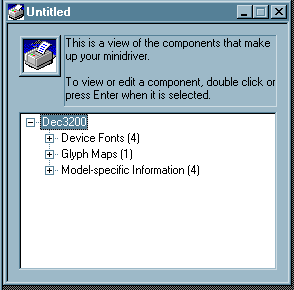 Untitled
This is a view of the components that make
up your minidriver.
To view or edit a component, double click or
press Enter when it is selected.
Dec3200
Device Fonts (4)
Glyph Maps (1)
Model-specific Information (4)